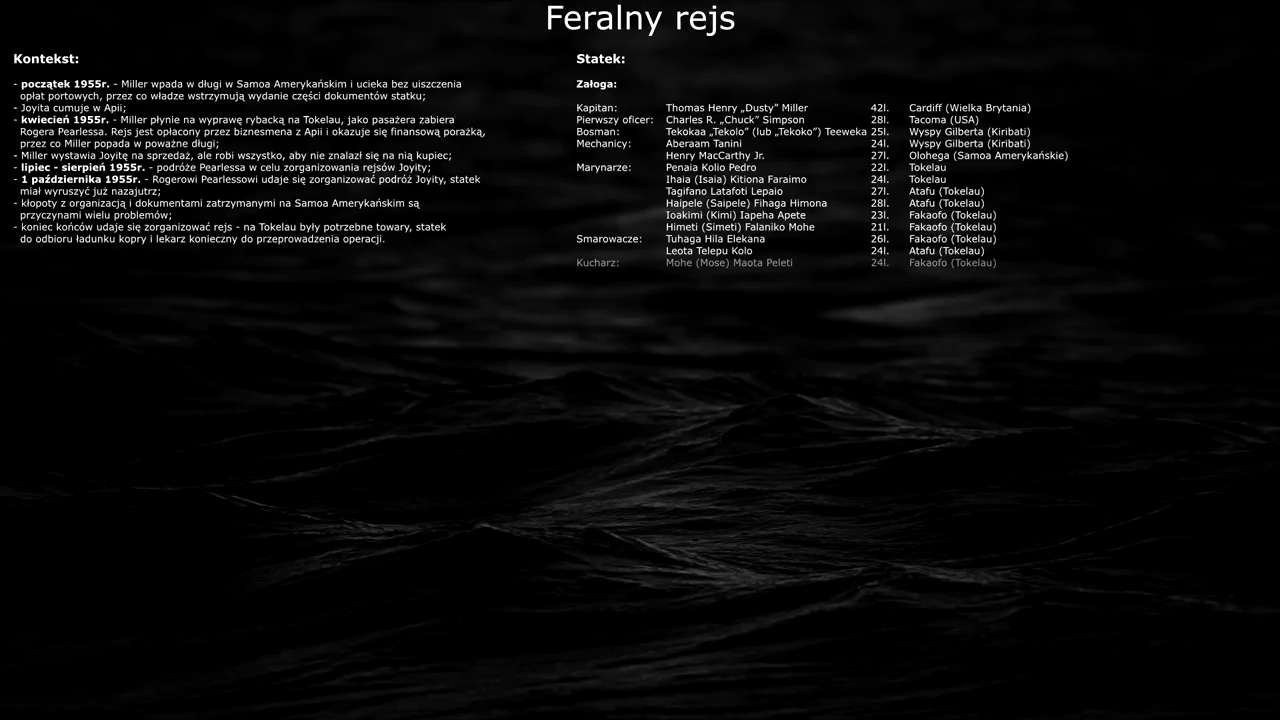 Feralny rejs
Kontekst:
- początek 1955r. - Miller wpada w długi w Samoa Amerykańskim i ucieka bez uiszczenia
opłat portowych, przez co władze wstrzymują wydanie części dokumentów statku;
- Joyita cumuje w Apii;
- kwiecień 1955r. - Miller płynie na wyprawę rybacką na Tokelau, jako pasażera zabiera
Rogera Pearlessa. Rejs jest opłacony przez biznesmena z Apii i okazuje się finansową porażką,
przez co Miller popada w poważne długi;
- Miller wystawia Joyitę na sprzedaż, ale robi wszystko, aby nie znalazł się na nią kupiec;
- lipiec - sierpień 1955r. - podróże Pearlessa w celu zorganizowania rejsów Joyity;
- 1 października 1955r. - Rogerowi Pearlessowi udaje się zorganizować podróż Joyity, statek
miał wyruszyć już nazajutrz;
- kłopoty z organizacją i dokumentami zatrzymanymi na Samoa Amerykańskim są
przyczynami wielu problemów;
- koniec końców udaje się zorganizować rejs - na Tokelau były potrzebne towary, statek
do odbioru ładunku kopry i lekarz konieczny do przeprowadzenia operacji.
Statek:
Załoga:
Kapitan: Thomas Henry „Dusty” Miller 42l. Cardiff (Wielka Brytania)
Pierwszy oficer: Charles R. „Chuck” Simpson 28l. Tacoma (USA)
Bosman: Tekokaa „Tekolo” (lub „Tekoko”) Teeweka 25l. Wyspy Gilberta (Kiribati)
Mechanicy: Aberaam Tanini 24l. Wyspy Gilberta (Kiribati)
Henry MacCarthy Jr. 27l. Olohega (Samoa Amerykańskie)
Marynarze: Penaia Kolio Pedro 22l. Tokelau
Ihaia (Isaia) Kitiona Faraimo 24l. Tokelau
Tagifano Latafoti Lepaio 27l. Atafu (Tokelau)
Haipele (Saipele) Fihaga Himona 28l. Atafu (Tokelau)
Ioakimi (Kimi) Iapeha Apete 23l. Fakaofo (Tokelau)
Himeti (Simeti) Falaniko Mohe 21l. Fakaofo (Tokelau)
Smarowacze: Tuhaga Hila Elekana 26l. Fakaofo (Tokelau)
Leota Telepu Kolo 24l. Atafu (Tokelau)
Kucharz: Mohe (Mose) Maota Peleti 24l. Fakaofo (Tokelau)